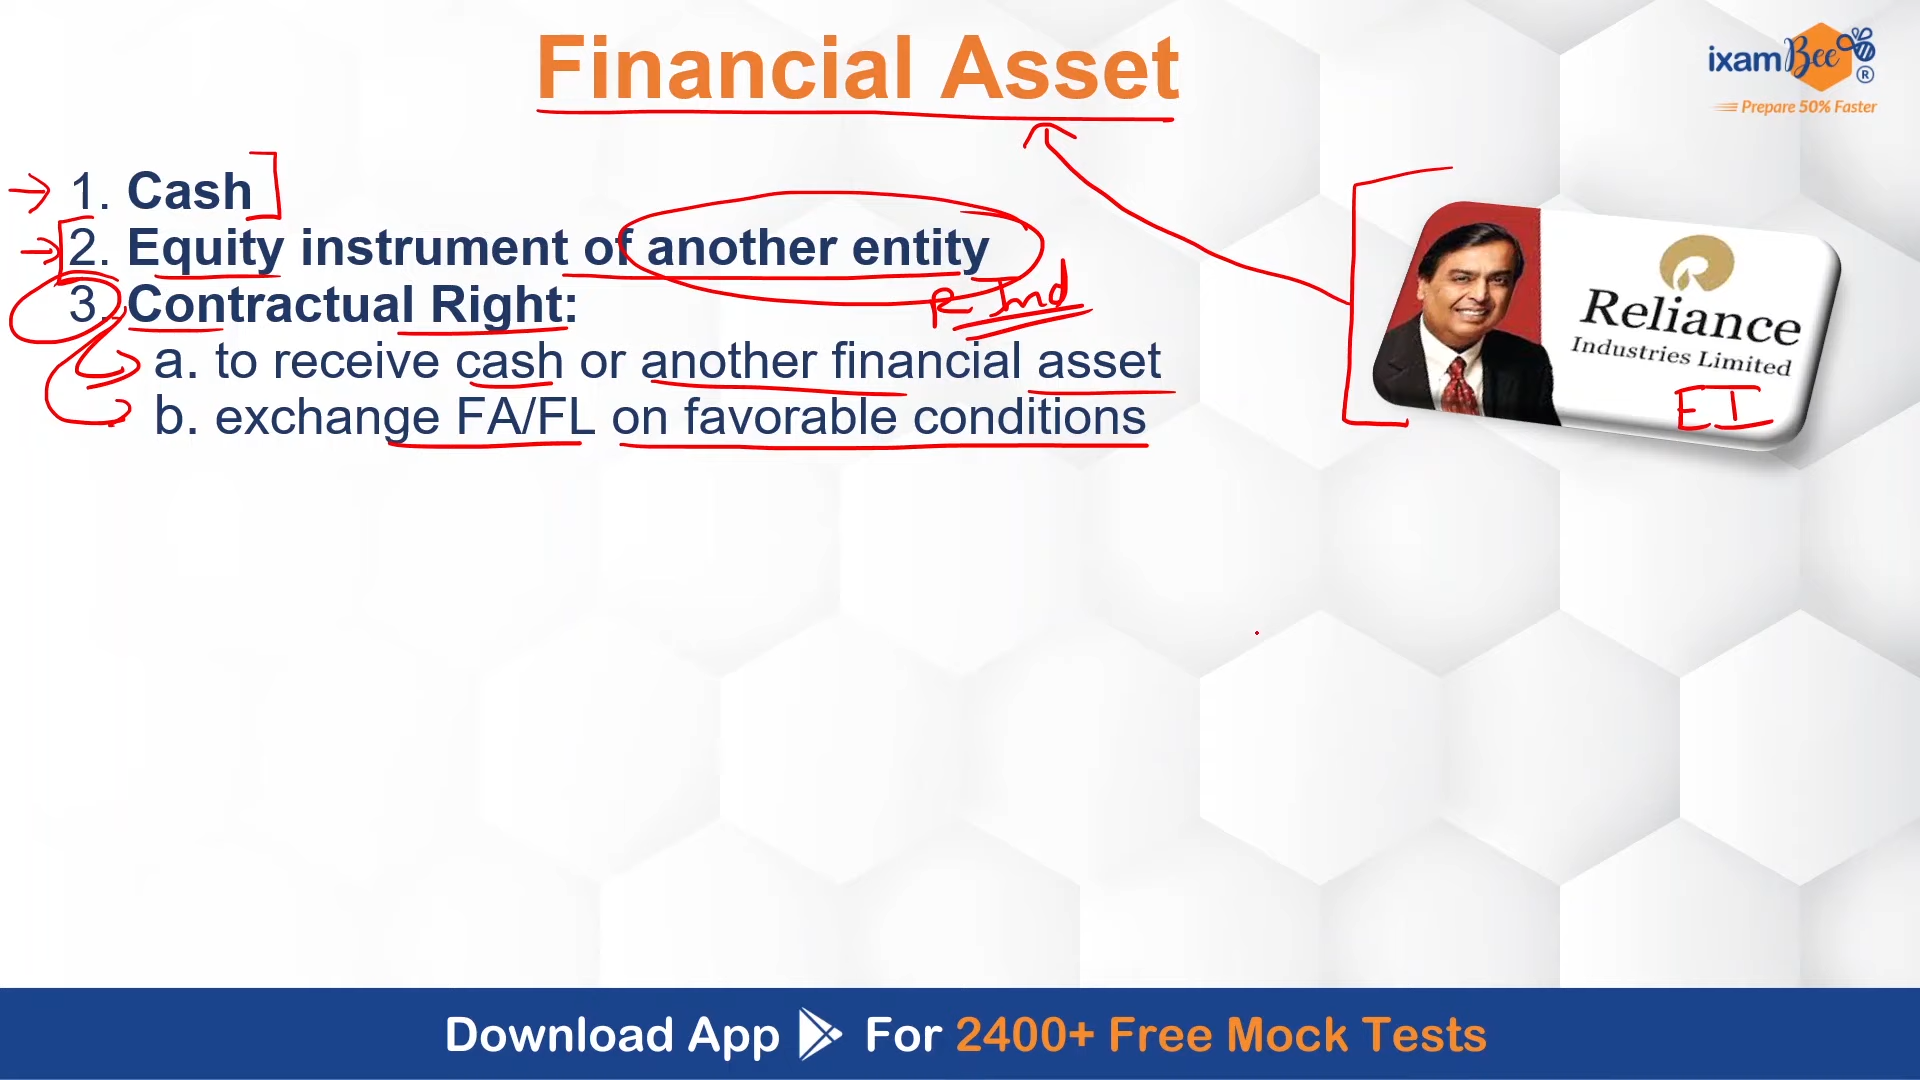 Financial Asset
ixamBee®
Prepare 50% Faster
1. Cash
2. Equity instrument of another entity
R Ind
3. Contractual Right:
a. to receive cash or another financial asset
b. exchange FA/FL on favorable conditions
Reliance
Industries Limited
EI
Download App For 2400+ Free Mock Tests